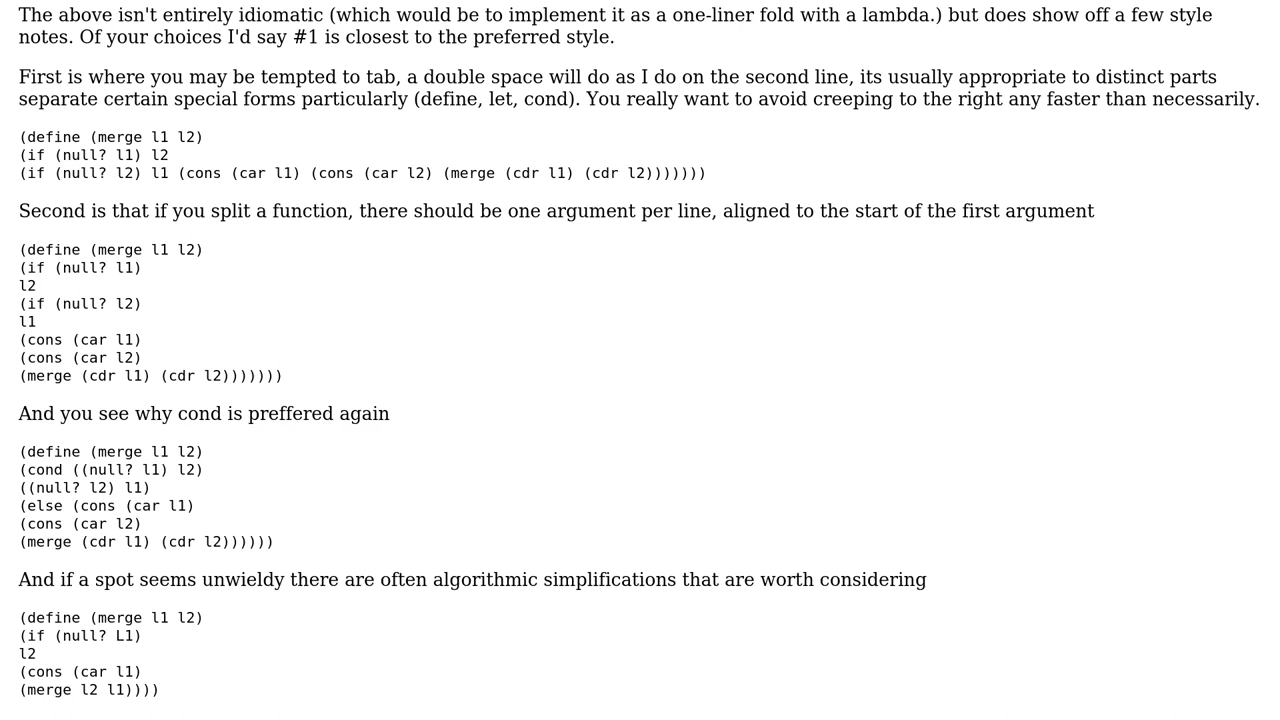 The above isn't entirely idiomatic (which would be to implement it as a one-liner fold with a lambda.) but does show off a few style
notes. Of your choices I'd say #1 is closest to the preferred style.
First is where you may be tempted to tab, a double space will do as I do on the second line, its usually appropriate to distinct parts
separate certain special forms particularly (define, let, cond). You really want to avoid creeping to the right any faster than necessarily.
(define (merge l1 l2)
(if (null? l1) l2
(if (null? l2) l1 (cons (car l1) (cons (car l2) (merge (cdr l1) (cdr l2)))))))
Second is that if you split a function, there should be one argument per line, aligned to the start of the first argument
(define (merge l1 l2)
(if (null? l1)
l2
(if (null? l2)
l1
(cons (car l1)
(cons (car l2)
(merge (cdr l1) (cdr l2)))))))
And you see why cond is preffered again
(define (merge l1 l2)
(cond ((null? l1) l2)
((null? l2) l1)
(else (cons (car l1)
(cons (car l2)
(merge (cdr l1) (cdr l2))))))
And if a spot seems unwieldy there are often algorithmic simplifications that are worth considering
(define (merge l1 l2)
(if (null? L1)
l2
(cons (car l1)
(merge l2 l1))))